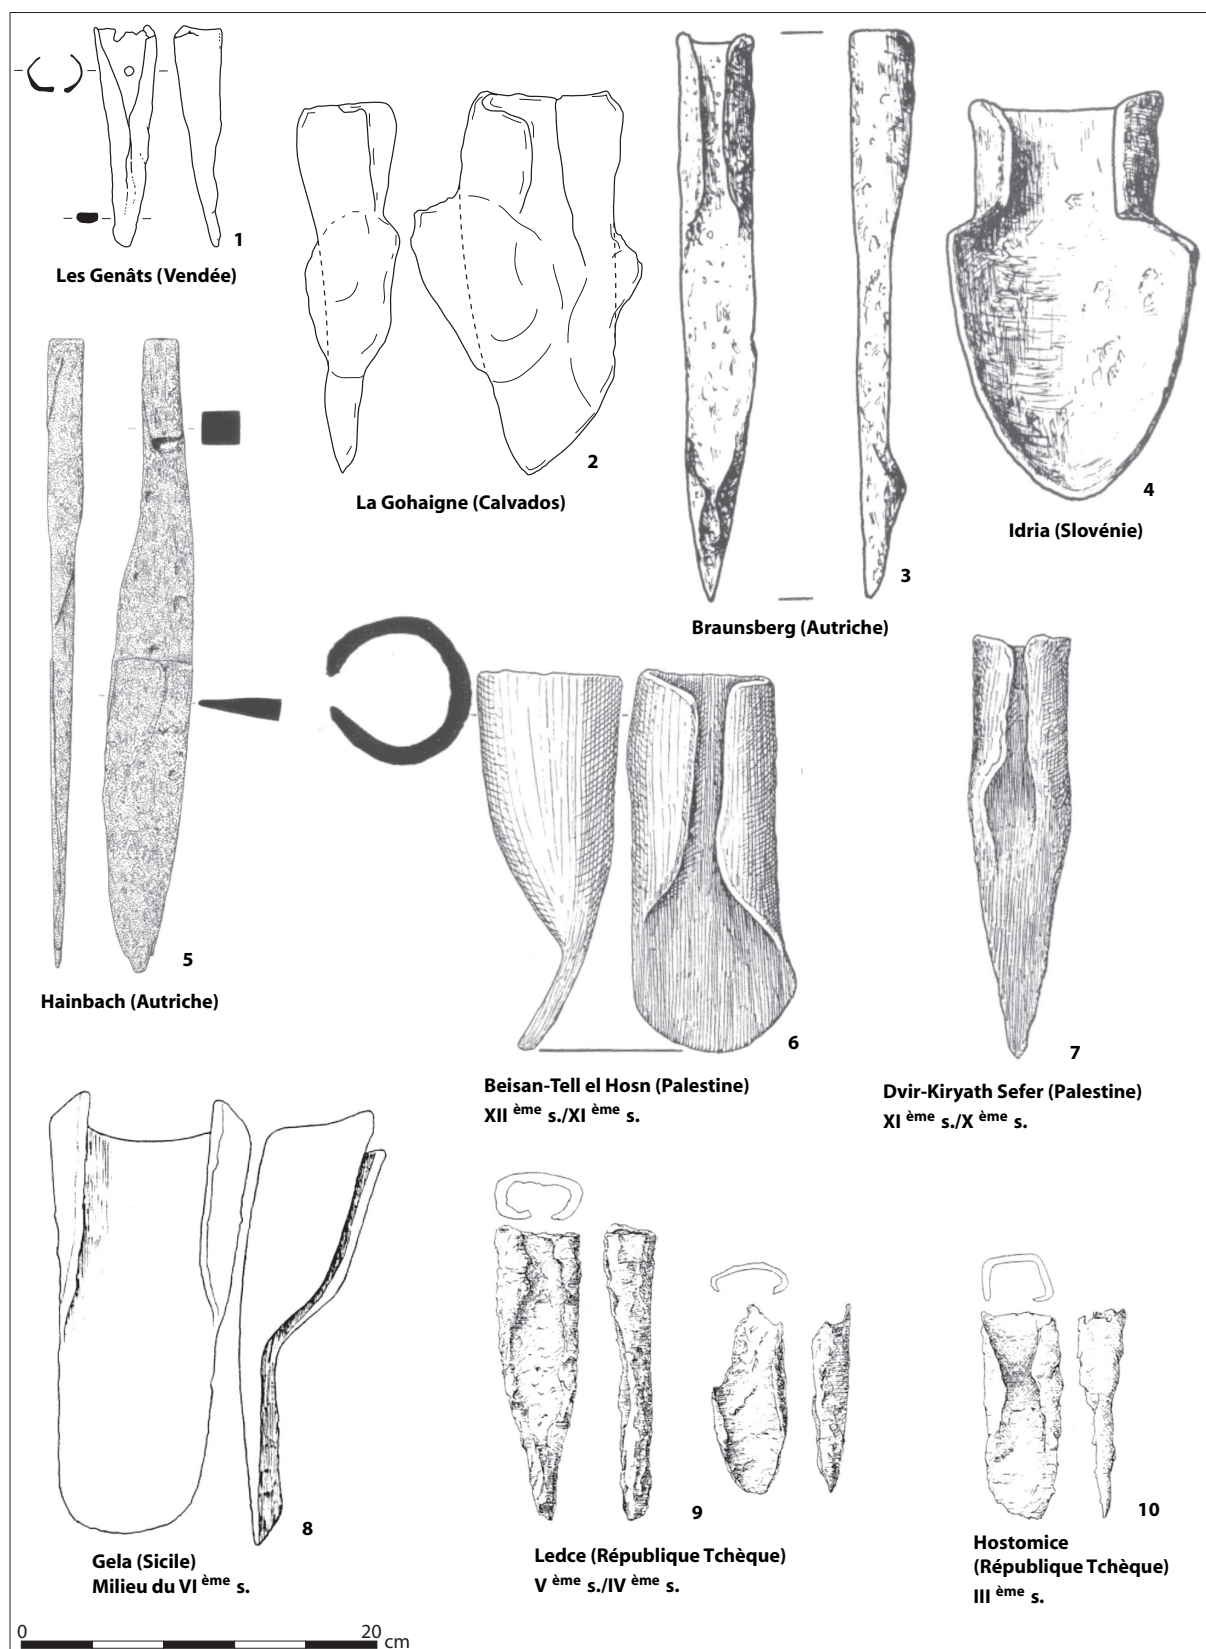 1
Les Genâts (Vendée)
2
La Gohaigne (Calvados)
3
Braunsberg (Autriche)
4
Idria (Slovénie)
5
Hainbach (Autriche)
6
Beisan-Tell el Hosn (Palestine)
XII ème s./XI ème s.
7
Dvir-Kiryath Sefer (Palestine)
XI ème s./X ème s.
8
Gela (Sicile)
Milieu du VI ème s.
9
Ledce (République Tchèque)
V ème s./IV ème s.
10
Hostomice
(République Tchèque)
III ème s.
0 20 cm